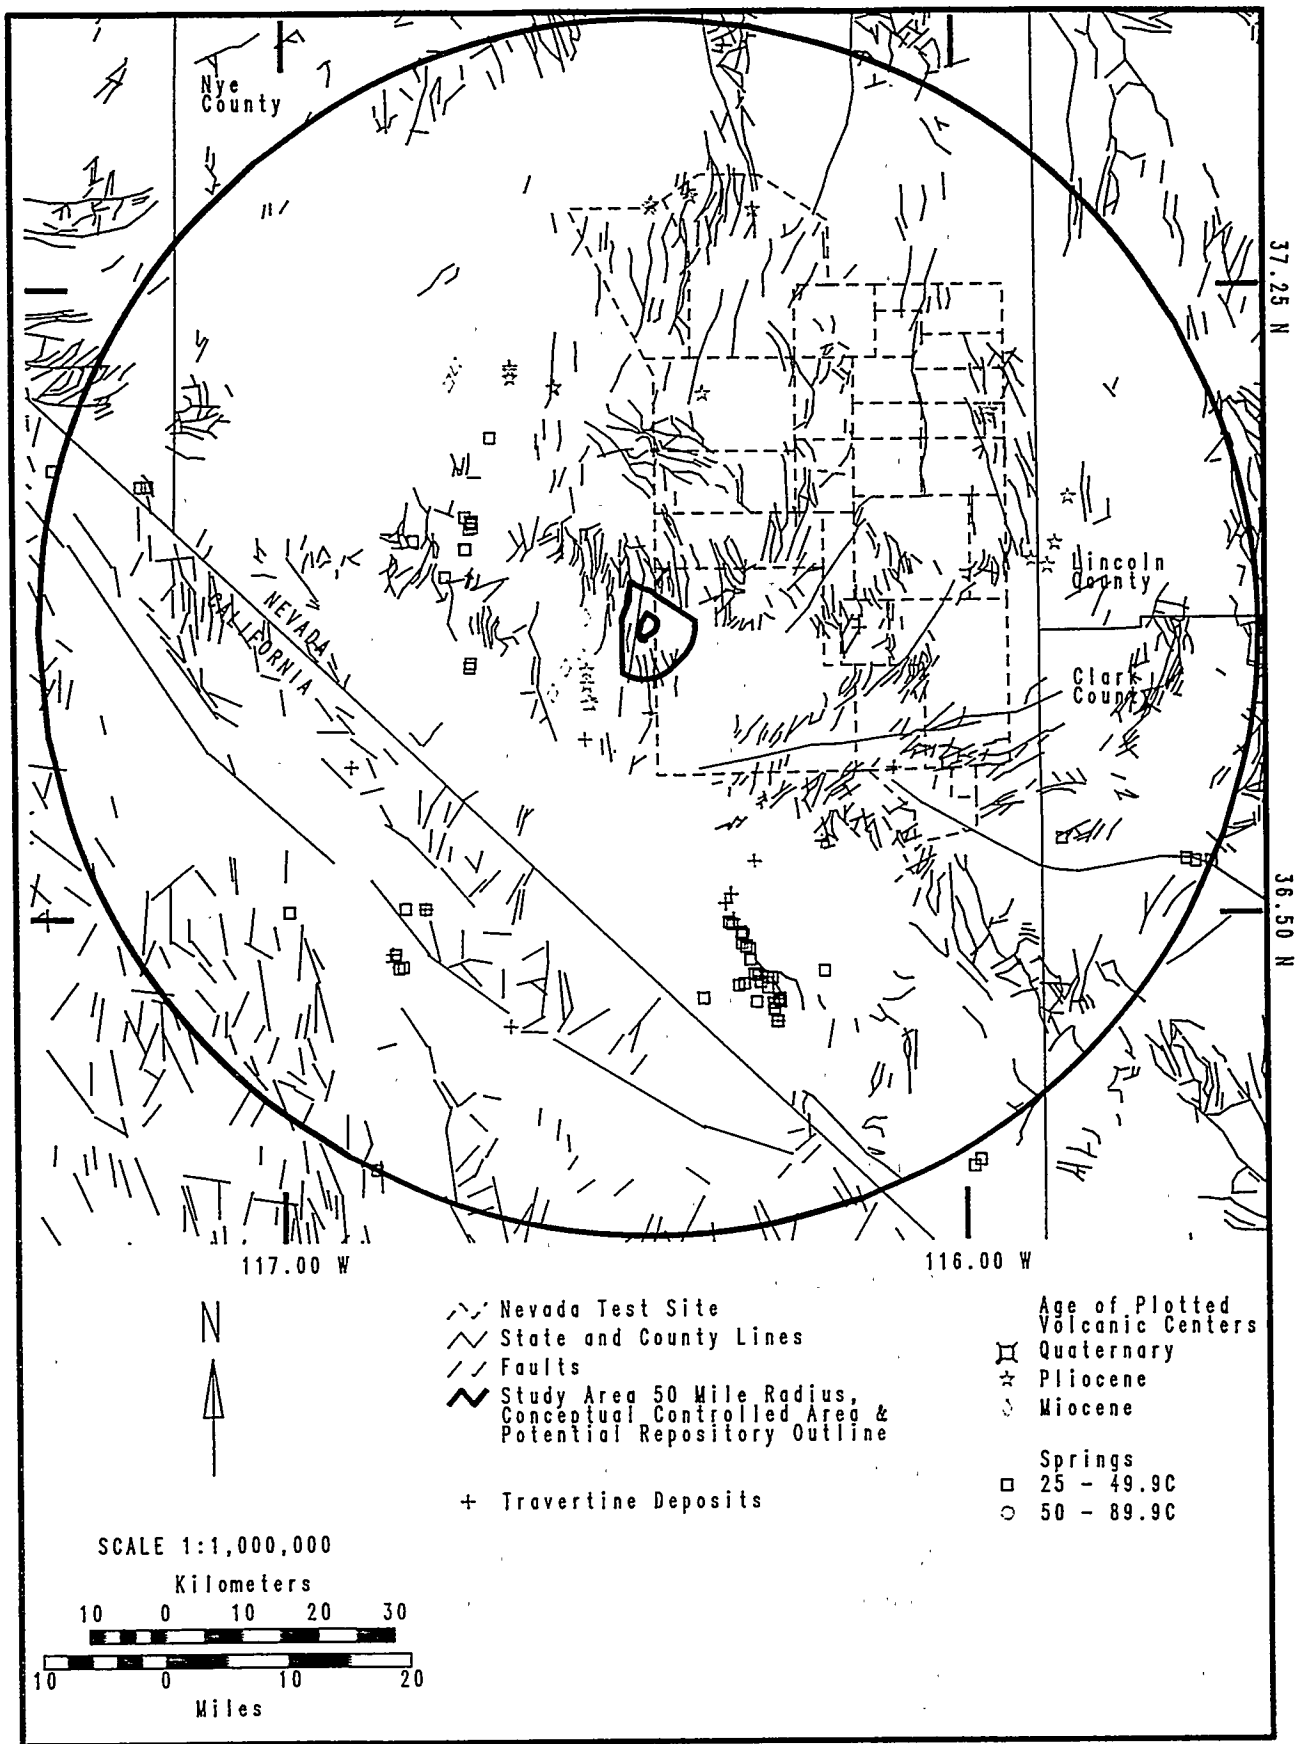 Nye
County
37.25 N
NEVADA
CALIFORNIA
Lincoln
County
Clark
County
36.50 N
117.00 W
116.00 W
N
Nevada Test Site
State and County Lines
Faults
Study Area 50 Mile Radius,
Conceptual Controlled Area &
Potential Repository Outline
+ Travertine Deposits
Age of Plotted
Volcanic Centers
Quaternary
Pliocene
Miocene
Springs
25 - 49.9C
50 - 89.9C
SCALE 1:1,000,000
Kilometers
10 0 10 20 30
10 0 10 20
Miles